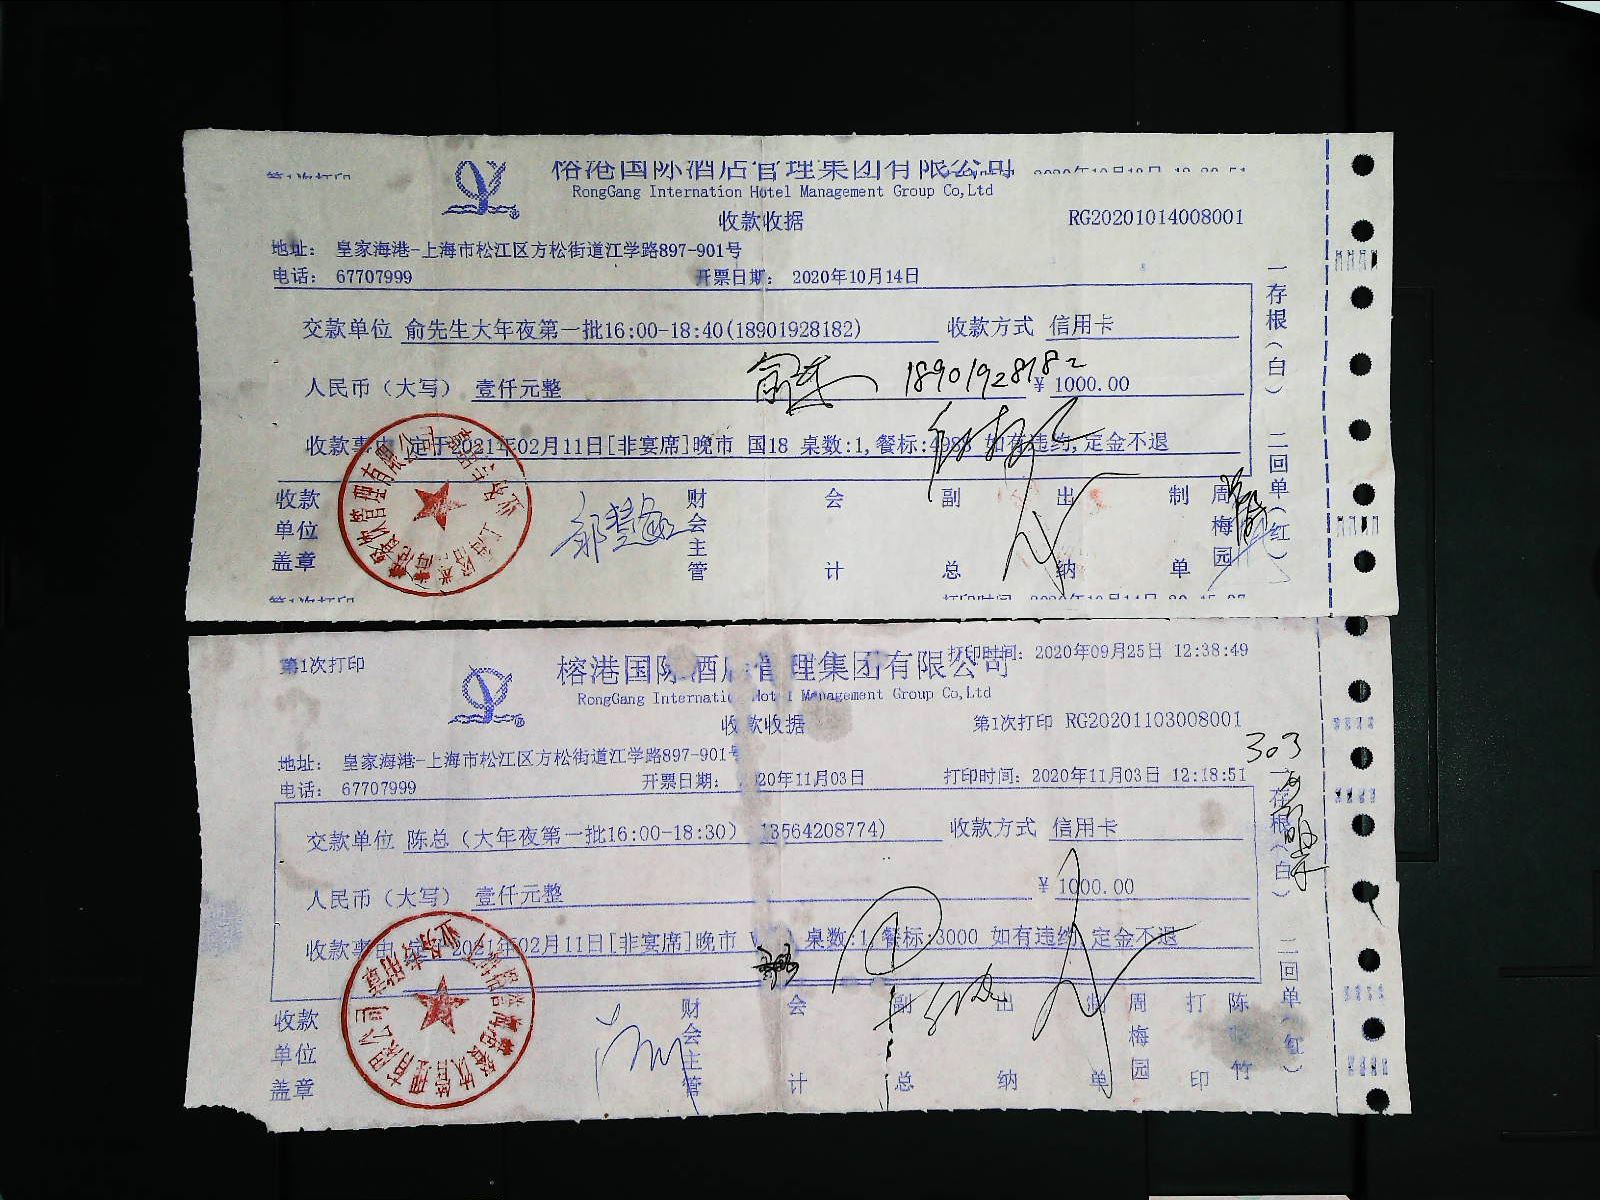 榕港国际酒店管理集团有限公司
RongGang Internation Hotel Management Group Co,Ltd
收款收据
RG20201014008001
地址： 皇家海港-上海市松江区方松街道江学路897-901号
电话： 67707999
开票日期： 2020年10月14日
交款单位 俞先生大年夜第一批16:00-18:40(18901928182)
收款方式 信用卡
人民币（大写） 壹仟元整
18901928182
¥ 1000.00
收款事由 定于2021年02月11日[非宴席]晚市 国18 桌数:1,餐标:4988 如有违约,定金不退
收款单位盖章
郭慧敏
财会主管
会计
副总
出纳
制单
周梅园
一存根（白）
二回单（红）
第1次打印
打印时间：2020年09月25日 12:38:49
榕港国际酒店管理集团有限公司
RongGang Internation Hotel Management Group Co,Ltd
收款收据
第1次打印 RG20201103008001
303
地址： 皇家海港-上海市松江区方松街道江学路897-901号
电话： 67707999
开票日期： 2020年11月03日
打印时间：2020年11月03日 12:18:51
交款单位 陈总（大年夜第一批16:00-18:30）13564208774)
收款方式 信用卡
人民币（大写） 壹仟元整
¥ 1000.00
收款事由 定于2021年02月11日[非宴席]晚市
桌数:1,餐标:3000 如有违约,定金不退
收款单位盖章
财会主管
会计
副总
出纳
制单
周梅园
打印
一存根（白）
二回单（红）